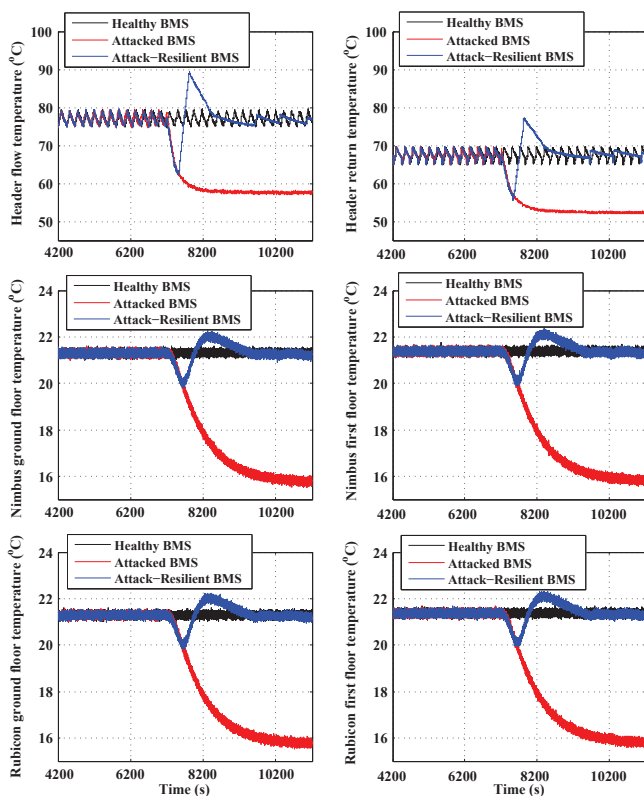 Header flow temperature (°C)
100
90
80
70
60
50
4200 6200 8200 10200
Healthy BMS
Attacked BMS
Attack−Resilient BMS
Header return temperature (°C)
100
90
80
70
60
50
4200 6200 8200 10200
Healthy BMS
Attacked BMS
Attack−Resilient BMS
Nimbus ground floor temperature (°C)
24
22
20
18
16
4200 6200 8200 10200
Healthy BMS
Attacked BMS
Attack−Resilient BMS
Nimbus first floor temperature (°C)
24
22
20
18
16
4200 6200 8200 10200
Healthy BMS
Attacked BMS
Attack−Resilient BMS
Rubicon ground floor temperature (°C)
24
22
20
18
16
4200 6200 8200 10200
Time (s)
Healthy BMS
Attacked BMS
Attack−Resilient BMS
Rubicon first floor temperature (°C)
24
22
20
18
16
4200 6200 8200 10200
Time (s)
Healthy BMS
Attacked BMS
Attack−Resilient BMS